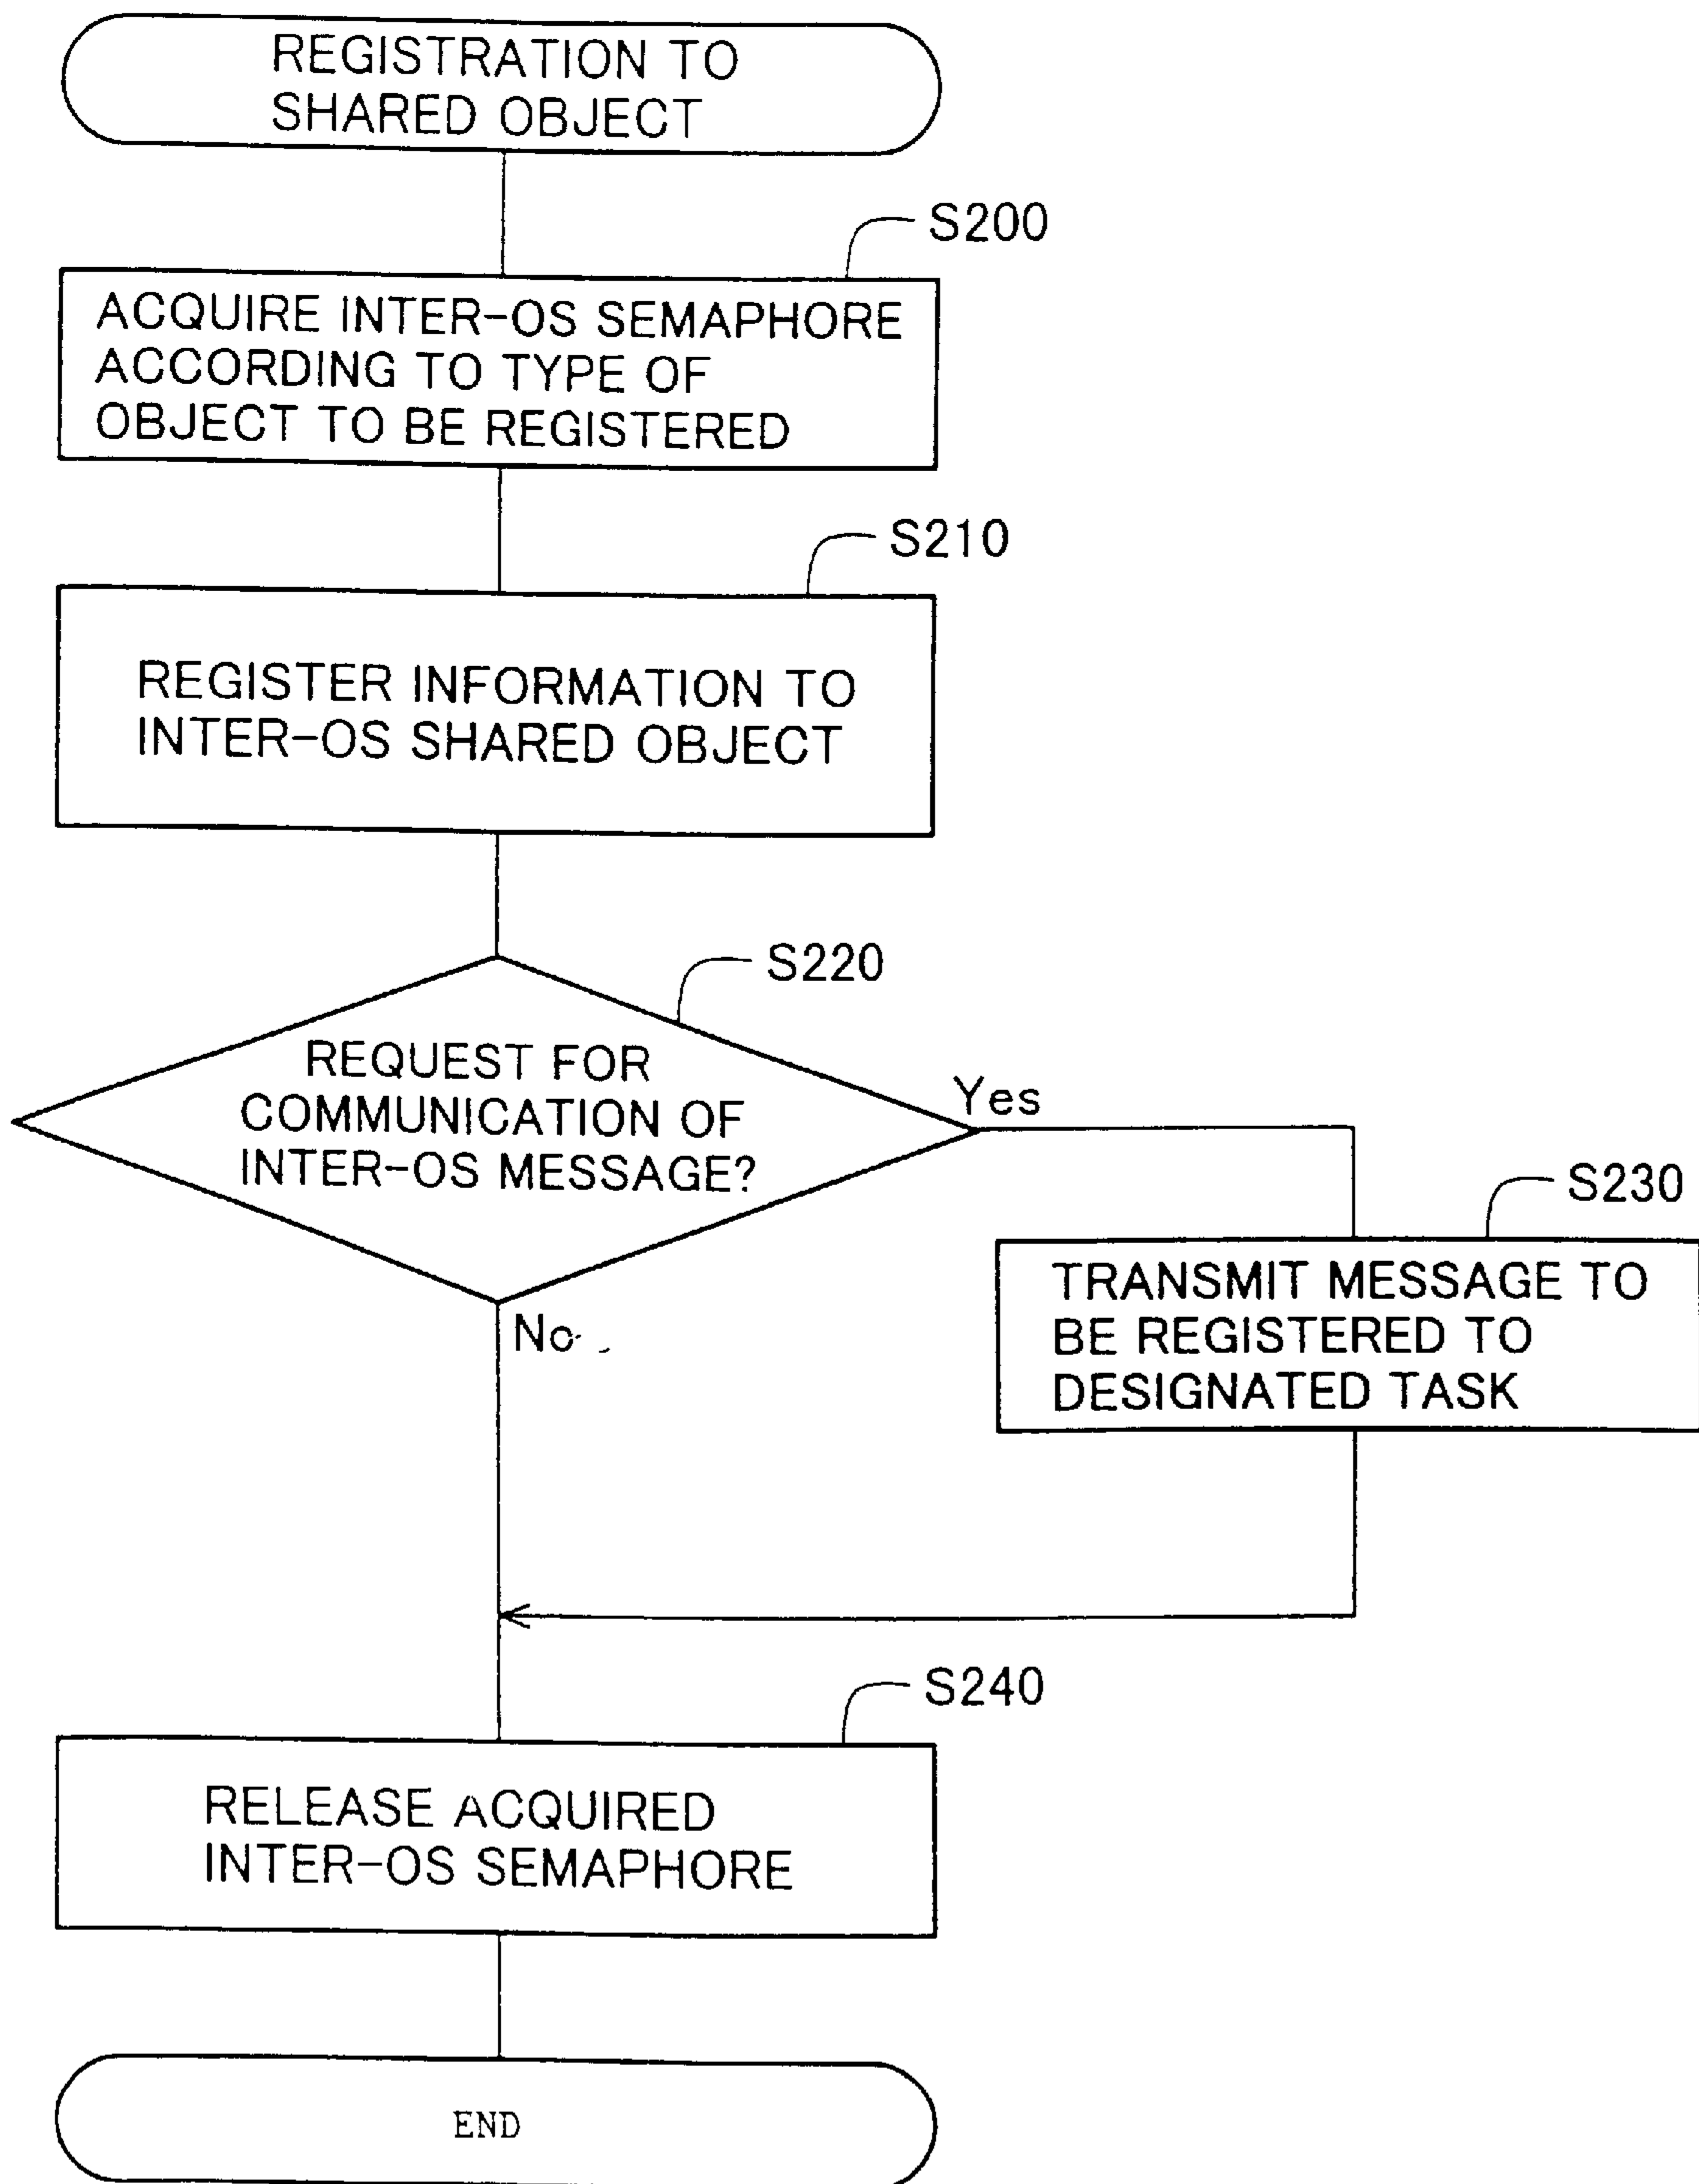 REGISTRATION TO
SHARED OBJECT
S200
ACQUIRE INTER-OS SEMAPHORE
ACCORDING TO TYPE OF
OBJECT TO BE REGISTERED
S210
REGISTER INFORMATION TO
INTER-OS SHARED OBJECT
S220
REQUEST FOR
COMMUNICATION OF
INTER-OS MESSAGE?
Yes
No
S230
TRANSMIT MESSAGE TO
BE REGISTERED TO
DESIGNATED TASK
S240
RELEASE ACQUIRED
INTER-OS SEMAPHORE
END